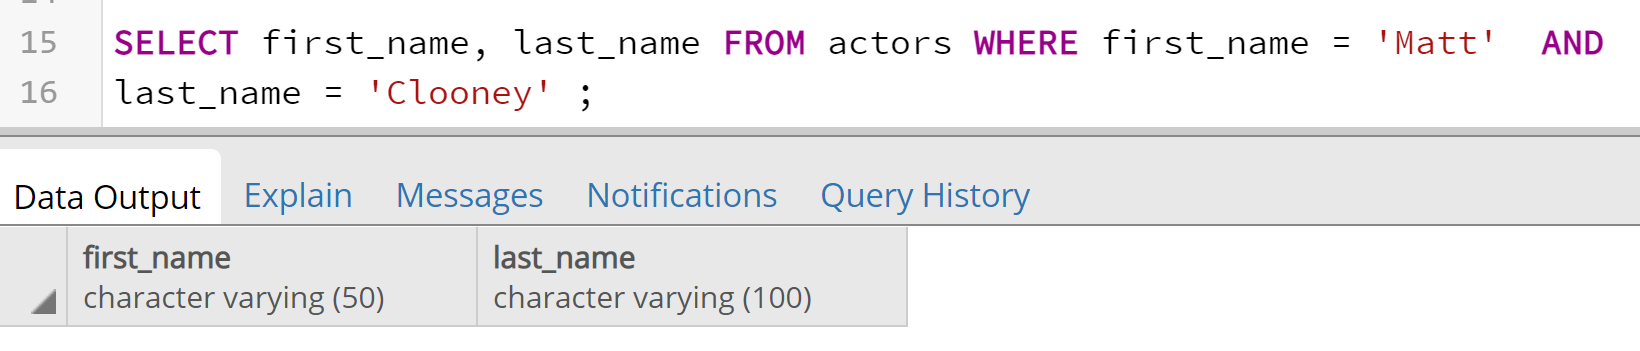 15 SELECT first_name, last_name FROM actors WHERE first_name = 'Matt'  AND
16 last_name = 'Clooney' ;
Data Output Explain Messages Notifications Query History
first_name last_name
character varying (50) character varying (100)